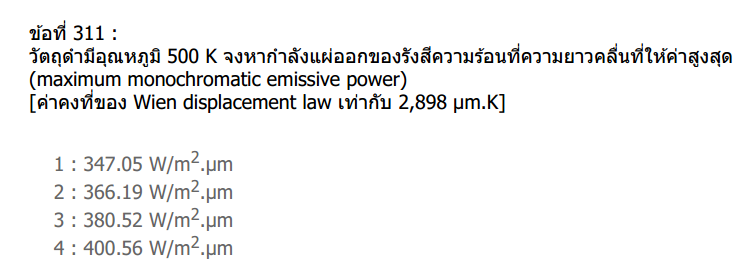 ข้อที่ 311 :
วัตถุดำมีอุณหภูมิ 500 K จงหากำลังแผ่ออกของรังสีความร้อนที่ความยาวคลื่นที่ให้ค่าสูงสุด
(maximum monochromatic emissive power)
[ค่าคงที่ของ Wien displacement law เท่ากับ 2,898 μm.K]
1 : 347.05 W/m².μm
2 : 366.19 W/m².μm
3 : 380.52 W/m².μm
4 : 400.56 W/m².μm